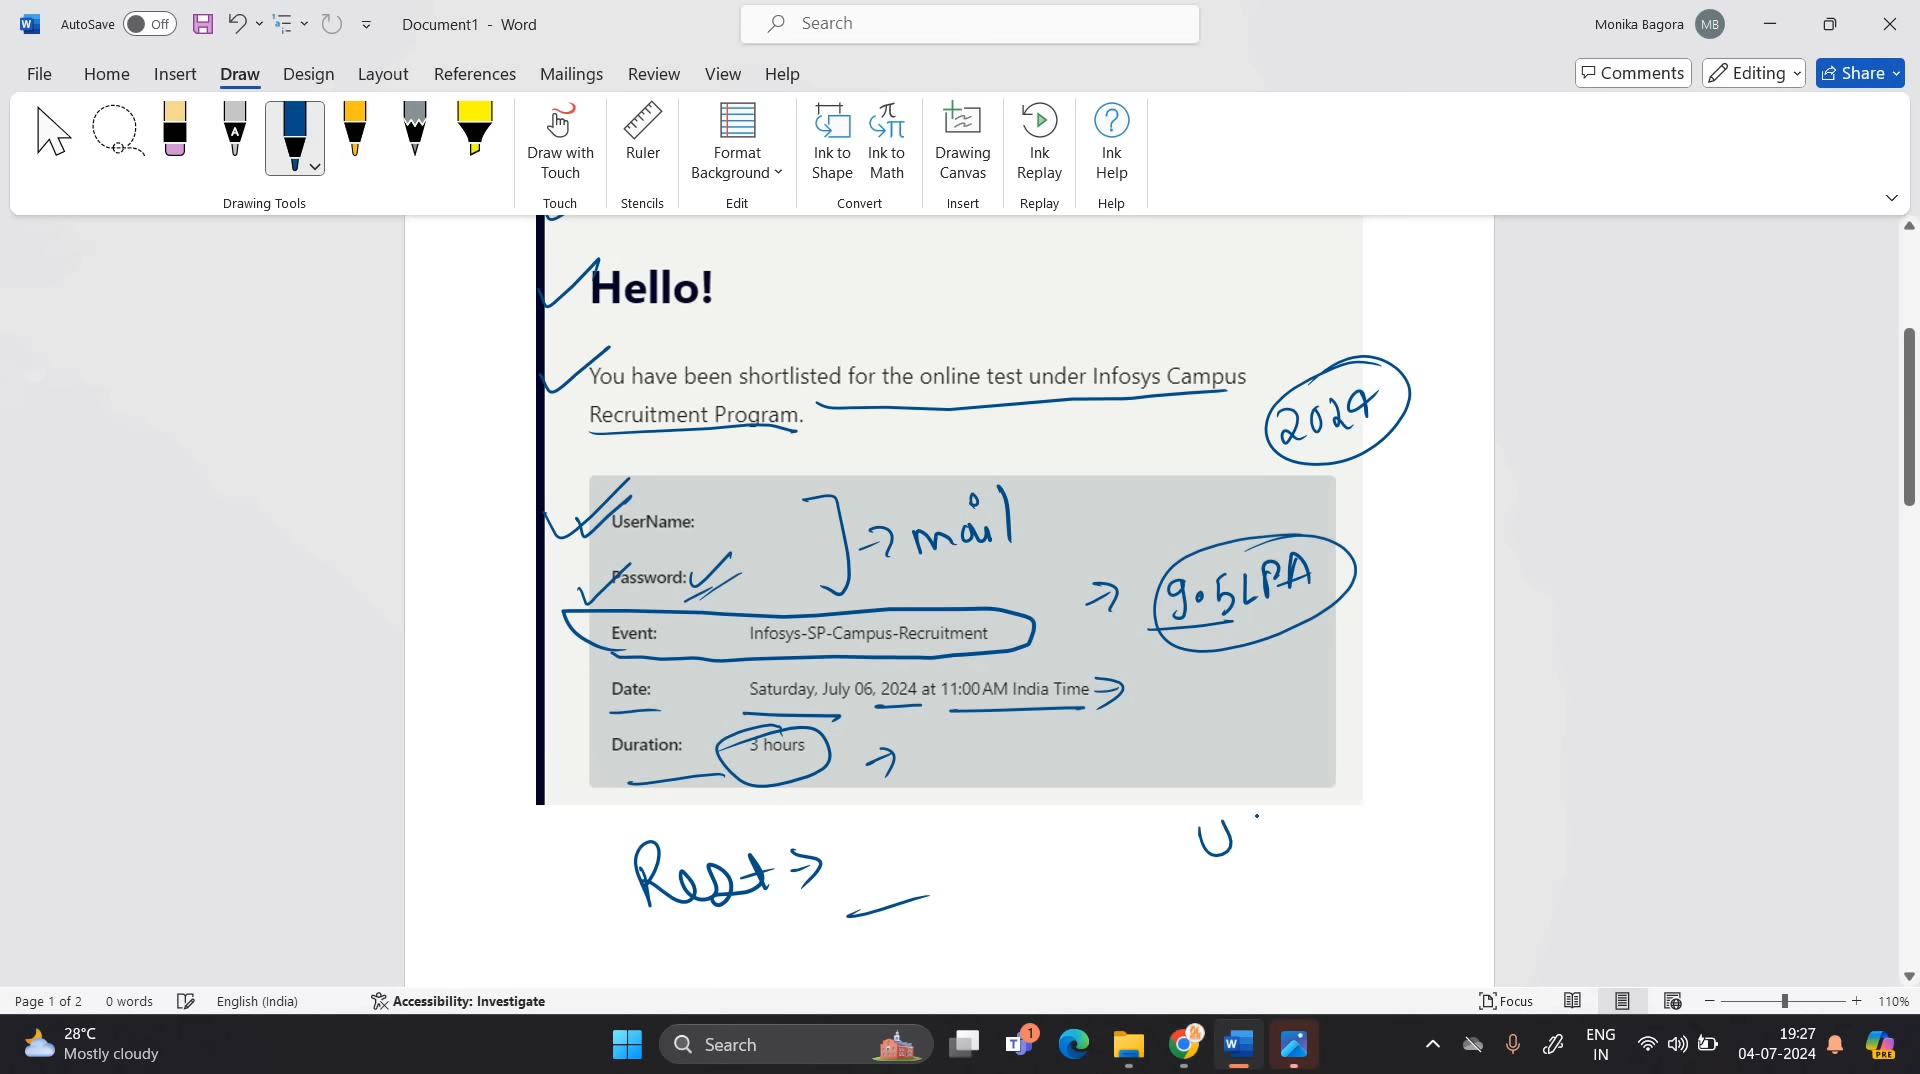 AutoSave Off Document1 - Word Search Monika Bagora MB
File Home Insert Draw Design Layout References Mailings Review View Help Comments Editing Share
A
Draw with Touch Ruler Format Background Ink to Shape Ink to Math Drawing Canvas Ink Replay Ink Help
Drawing Tools Touch Stencils Edit Convert Insert Replay Help
Hello!
You have been shortlisted for the online test under Infosys Campus
Recruitment Program.
2024
UserName:
mail
Password:
9.5LPA
Event: Infosys-SP-Campus-Recruitment
Date: Saturday, July 06, 2024 at 11:00AM India Time
Duration: 3 hours
U
Page 1 of 2 0 words English (India) Accessibility: Investigate Focus 110%
28°C
Mostly cloudy
Search
1
ENG
IN
19:27
04-07-2024
PRE